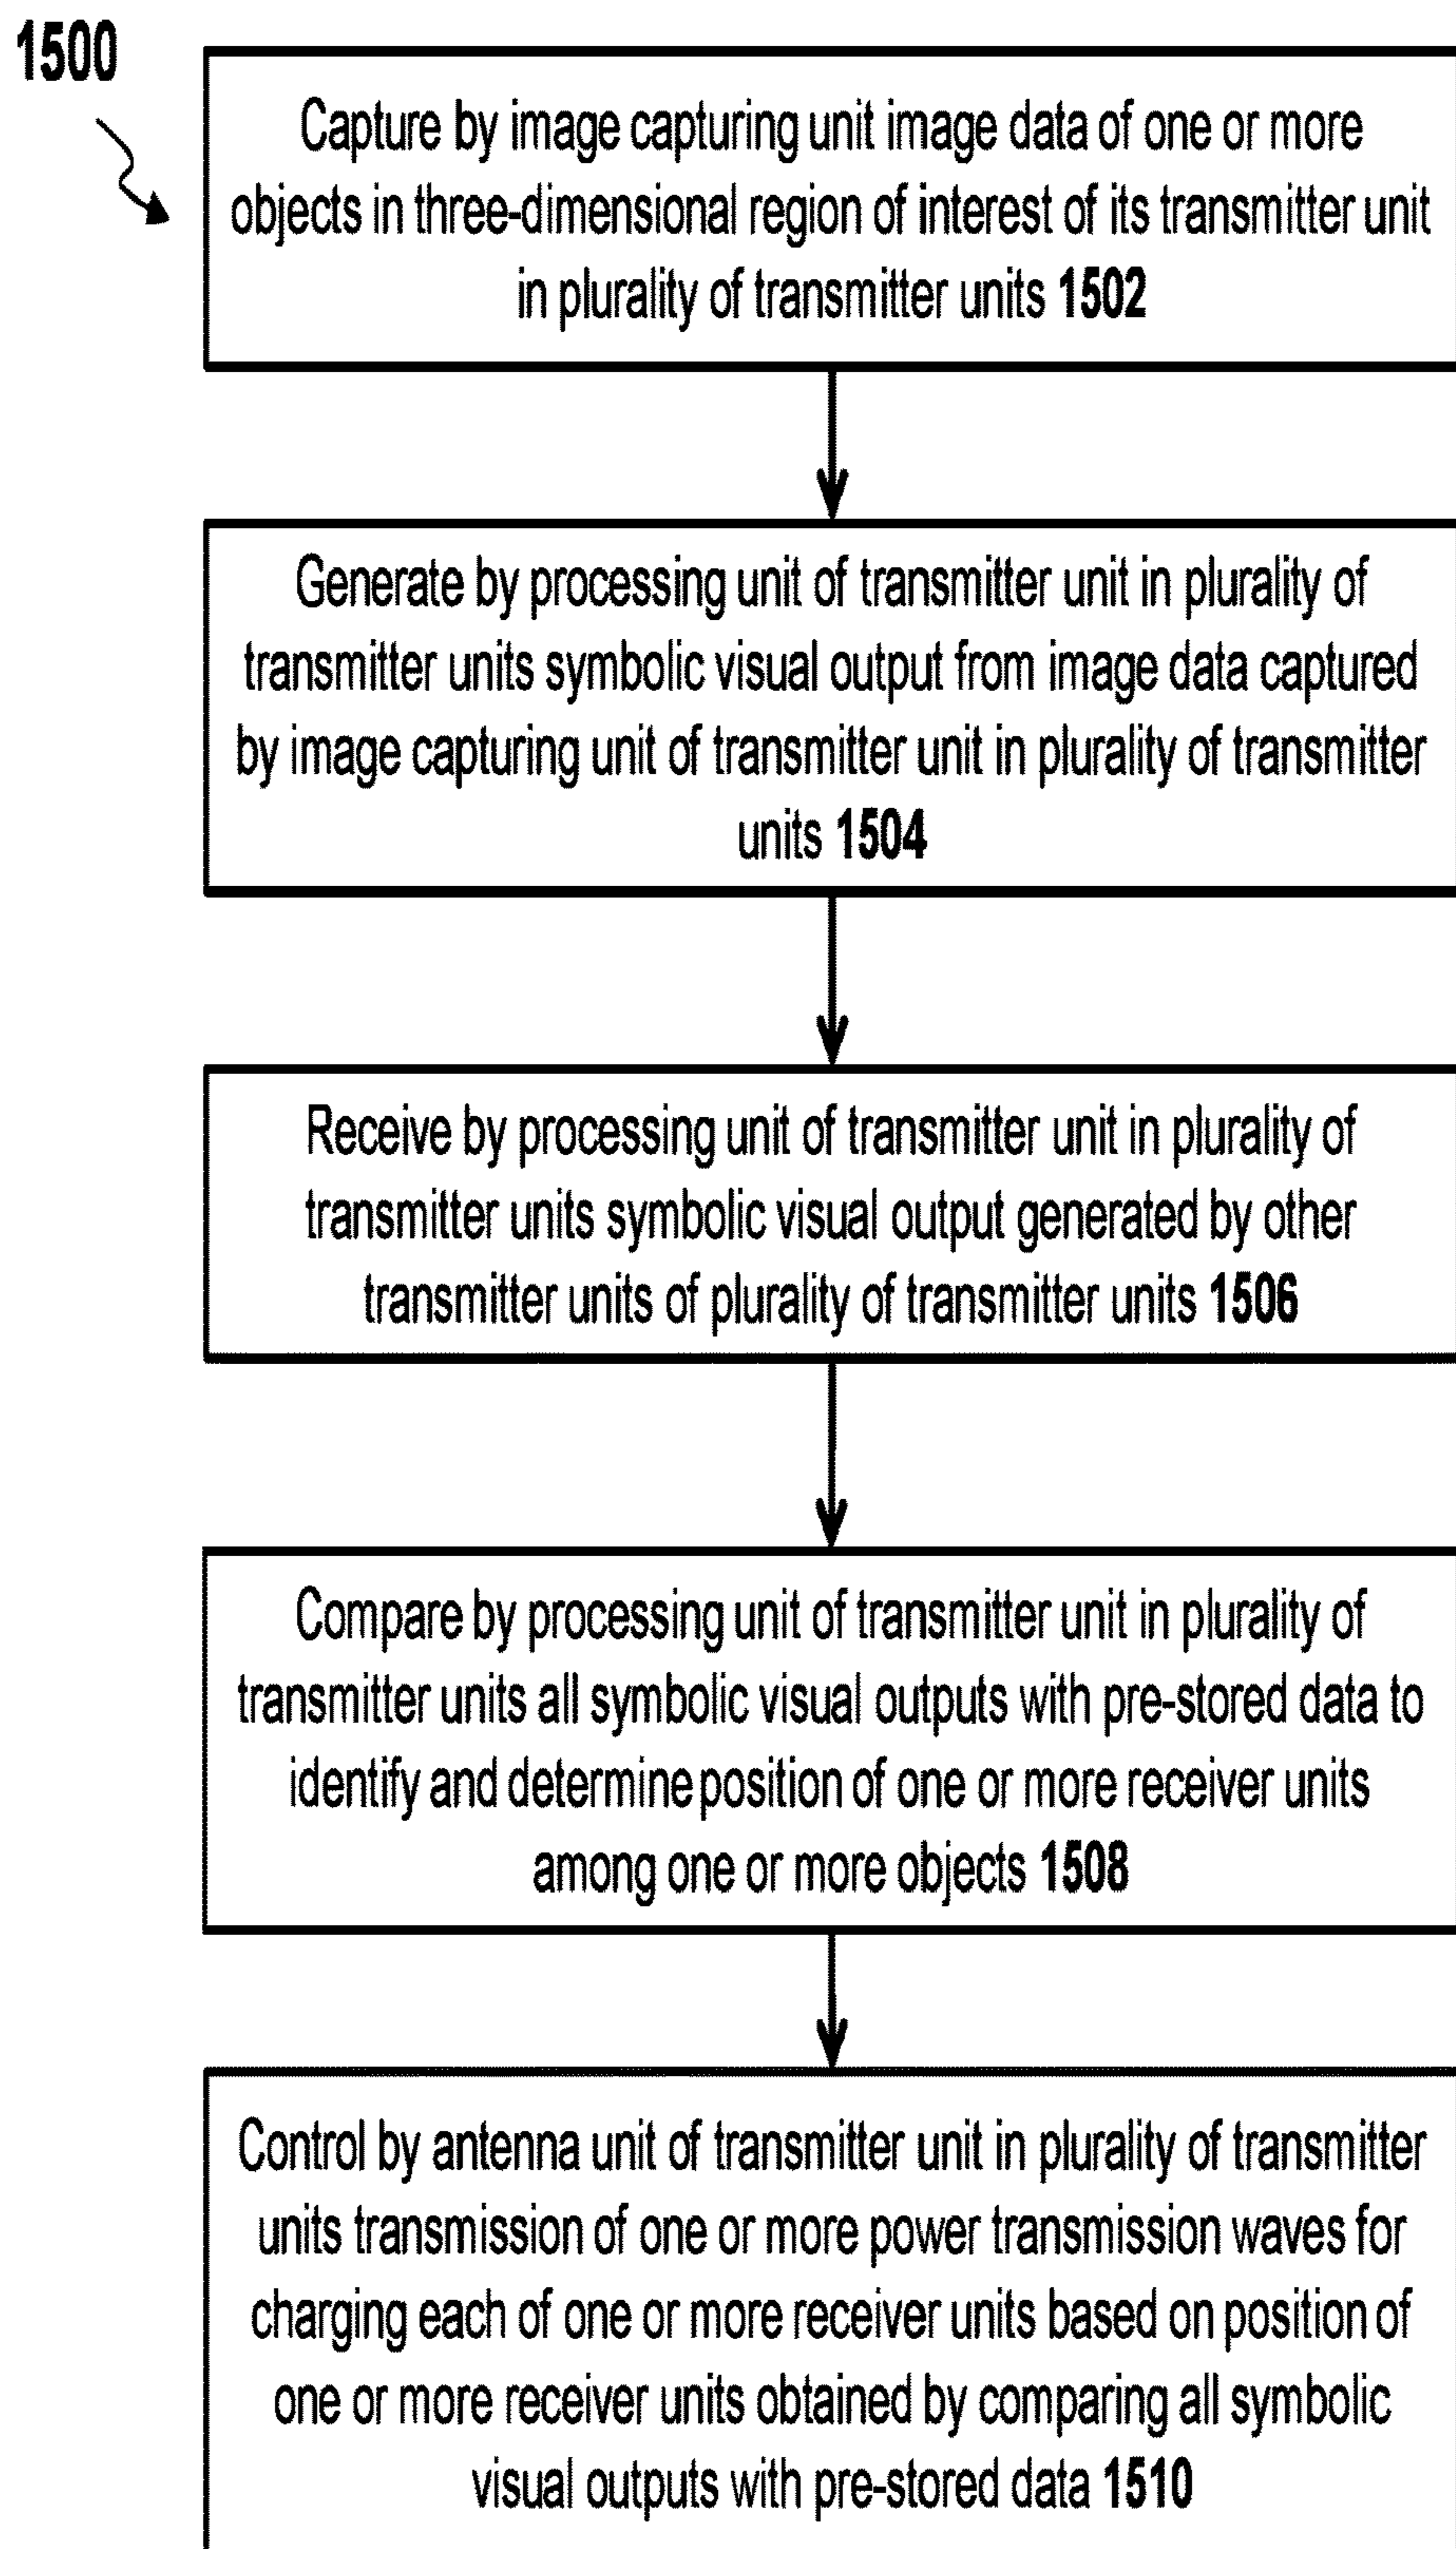 1500
Capture by image capturing unit image data of one or more
objects in three-dimensional region of interest of its transmitter unit
in plurality of transmitter units 1502
Generate by processing unit of transmitter unit in plurality of
transmitter units symbolic visual output from image data captured
by image capturing unit of transmitter unit in plurality of transmitter
units 1504
Receive by processing unit of transmitter unit in plurality of
transmitter units symbolic visual output generated by other
transmitter units of plurality of transmitter units 1506
Compare by processing unit of transmitter unit in plurality of
transmitter units all symbolic visual outputs with pre-stored data to
identify and determine position of one or more receiver units
among one or more objects 1508
Control by antenna unit of transmitter unit in plurality of transmitter
units transmission of one or more power transmission waves for
charging each of one or more receiver units based on position of
one or more receiver units obtained by comparing all symbolic
visual outputs with pre-stored data 1510